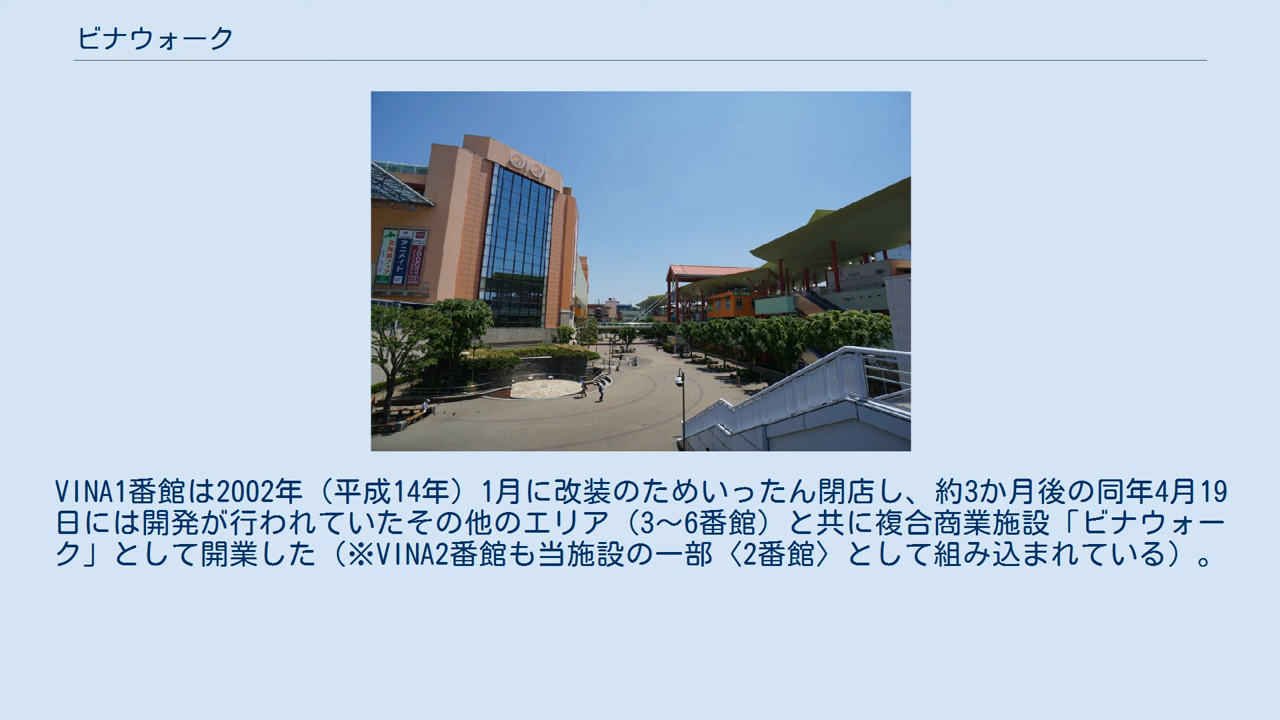 ビナウォーク
OIOI
アニメイト
VINA1番館は2002年（平成14年）1月に改装のためいったん閉店し、約3か月後の同年4月19
日には開発が行われていたその他のエリア（3～6番館）と共に複合商業施設「ビナウォー
ク」として開業した（※VINA2番館も当施設の一部〈2番館〉として組み込まれている）。